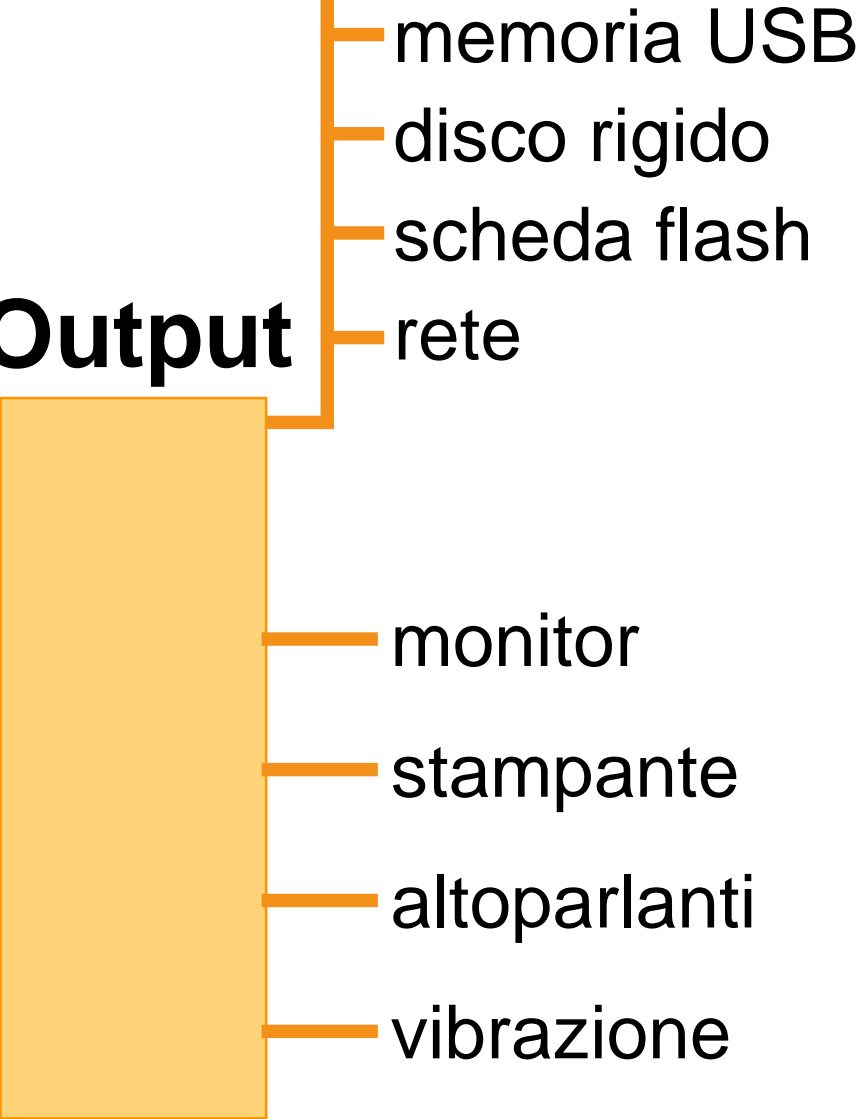 memoria USB
disco rigido
scheda flash
Output
rete
monitor
stampante
altoparlanti
vibrazione